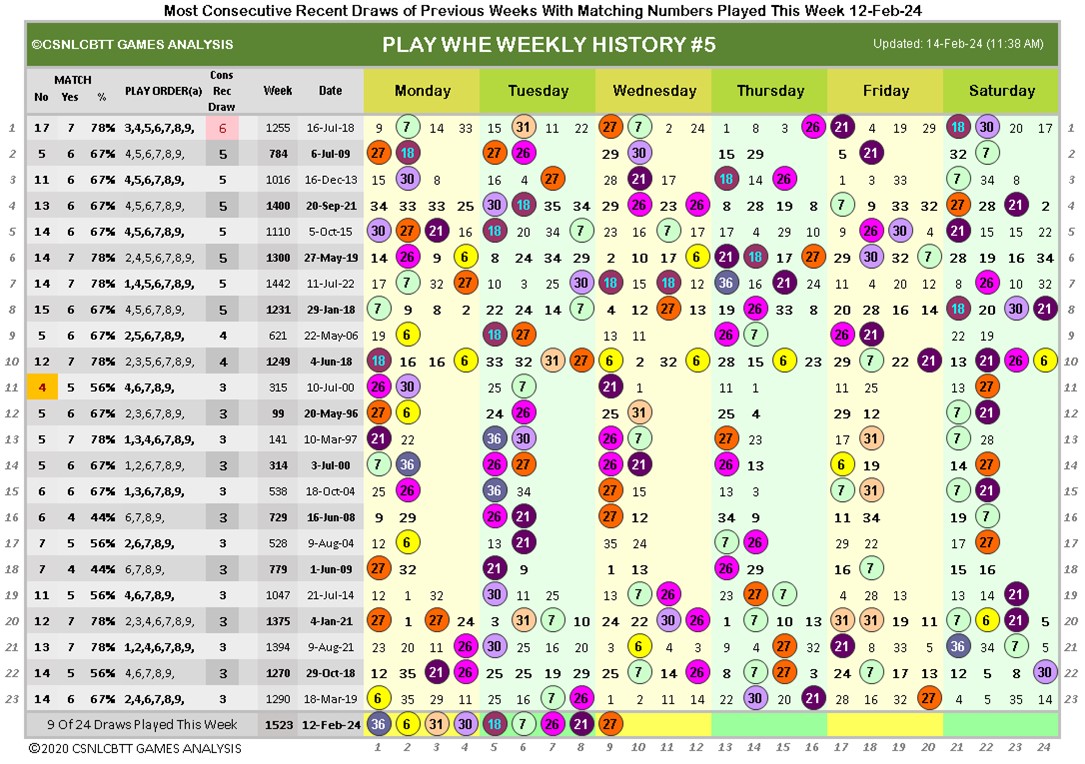 Most Consecutive Recent Draws of Previous Weeks With Matching Numbers Played This Week 12-Feb-24
©CSNLCBTT GAMES ANALYSIS PLAY WHE WEEKLY HISTORY #5 Updated: 14-Feb-24 (11:38 AM)
No MATCH Yes % PLAY ORDER(a) Cons Rec Draw Week Date Monday Tuesday Wednesday Thursday Friday Saturday
1 17 7 78% 3,4,5,6,7,8,9, 6 1255 16-Jul-18 9 7 14 33 15 31 11 22 27 7 2 24 1 8 3 16 21 4 19 29 18 30 20 17 1
2 5 6 67% 4,5,6,7,8,9, 5 784 6-Jul-09 27 18 27 26 29 30 15 29 5 21 32 7 2
3 11 6 67% 4,5,6,7,8,9, 5 1016 16-Dec-13 15 30 8 16 4 27 28 21 17 18 14 26 1 3 33 7 34 8 3
4 13 6 67% 4,5,6,7,8,9, 5 1400 20-Sep-21 34 33 33 25 30 18 35 34 29 26 24 26 8 28 19 8 7 9 33 32 27 28 21 2 4
5 14 6 67% 4,5,6,7,8,9, 5 1110 5-Oct-15 30 27 21 16 18 20 34 7 23 16 7 5 17 4 29 10 9 26 30 4 21 15 15 22 5
6 14 7 78% 2,4,5,6,7,8,9, 5 1300 27-May-19 14 26 9 6 8 24 34 29 2 10 17 6 21 18 17 27 29 30 32 7 28 19 16 34 6
7 14 7 78% 1,4,5,6,7,8,9, 5 1442 11-Jul-22 17 7 32 27 10 3 25 30 18 15 18 12 36 15 21 24 11 4 20 12 8 26 10 32 7
8 15 6 67% 4,5,6,7,8,9, 5 1231 29-Jan-18 7 9 8 2 22 24 14 7 4 12 27 13 19 26 8 4 20 28 16 14 18 20 30 21 8
9 5 6 67% 2,5,6,7,8,9, 4 621 22-May-06 19 6 18 27 13 11 26 7 26 21 22 19 9
10 12 7 78% 2,3,5,6,7,8,9, 4 1249 4-Jun-18 18 16 16 6 33 32 31 27 6 2 32 6 28 15 6 23 29 7 22 21 13 21 26 6 10
11 4 5 56% 4,6,7,8,9, 3 315 10-Jul-00 26 30 25 7 21 1 11 1 11 25 13 27 11
12 5 6 67% 2,3,6,7,8,9, 3 99 20-May-96 27 6 24 26 25 31 25 4 29 12 7 21 12
13 5 7 78% 1,3,4,6,7,8,9, 3 141 10-Mar-97 21 22 36 30 26 7 27 23 17 31 7 28 13
14 5 6 67% 1,2,6,7,8,9, 3 314 3-Jul-00 7 36 26 27 26 21 26 13 6 19 14 27 14
15 6 6 67% 1,3,6,7,8,9, 3 538 18-Oct-04 25 26 36 34 27 15 13 3 7 31 7 21 15
16 6 4 44% 6,7,8,9, 3 729 16-Jun-08 9 29 26 21 27 12 34 9 11 34 19 7 16
17 7 5 56% 2,6,7,8,9, 3 528 9-Aug-04 12 6 13 21 35 24 7 26 29 22 17 27 17
18 7 4 44% 6,7,8,9, 3 779 1-Jun-09 27 32 21 9 1 13 26 29 16 7 15 16 18
19 11 5 56% 4,6,7,8,9, 3 1047 21-Jul-14 12 1 32 30 11 25 13 7 26 14 27 7 4 28 13 13 14 21 19
20 12 7 78% 2,3,4,6,7,8,9, 3 1375 4-Jan-21 27 1 27 24 3 31 7 10 24 22 30 26 1 7 10 13 31 31 19 11 7 6 21 5 20
21 13 7 78% 1,2,4,6,7,8,9, 3 1394 9-Aug-21 23 20 11 26 30 25 16 20 3 6 4 3 9 4 27 4 21 8 33 5 36 34 7 5 21
22 14 5 56% 4,6,7,8,9, 3 1270 29-Oct-18 12 35 21 26 25 25 19 29 25 7 14 26 8 7 27 3 24 7 17 13 12 5 8 30 22
23 14 6 67% 2,4,6,7,8,9, 3 1290 18-Mar-19 6 35 29 11 25 16 7 26 1 2 9 10 22 30 20 21 28 16 32 27 4 5 35 14 23
9 Of 24 Draws Played This Week 1523 12-Feb-24 36 6 31 30 18 7 26 21 27
©2020 CSNLCBTT GAMES ANALYSIS 1 2 3 4 5 6 7 8 9 10 11 12 13 14 15 16 17 18 19 20 21 22 23 24